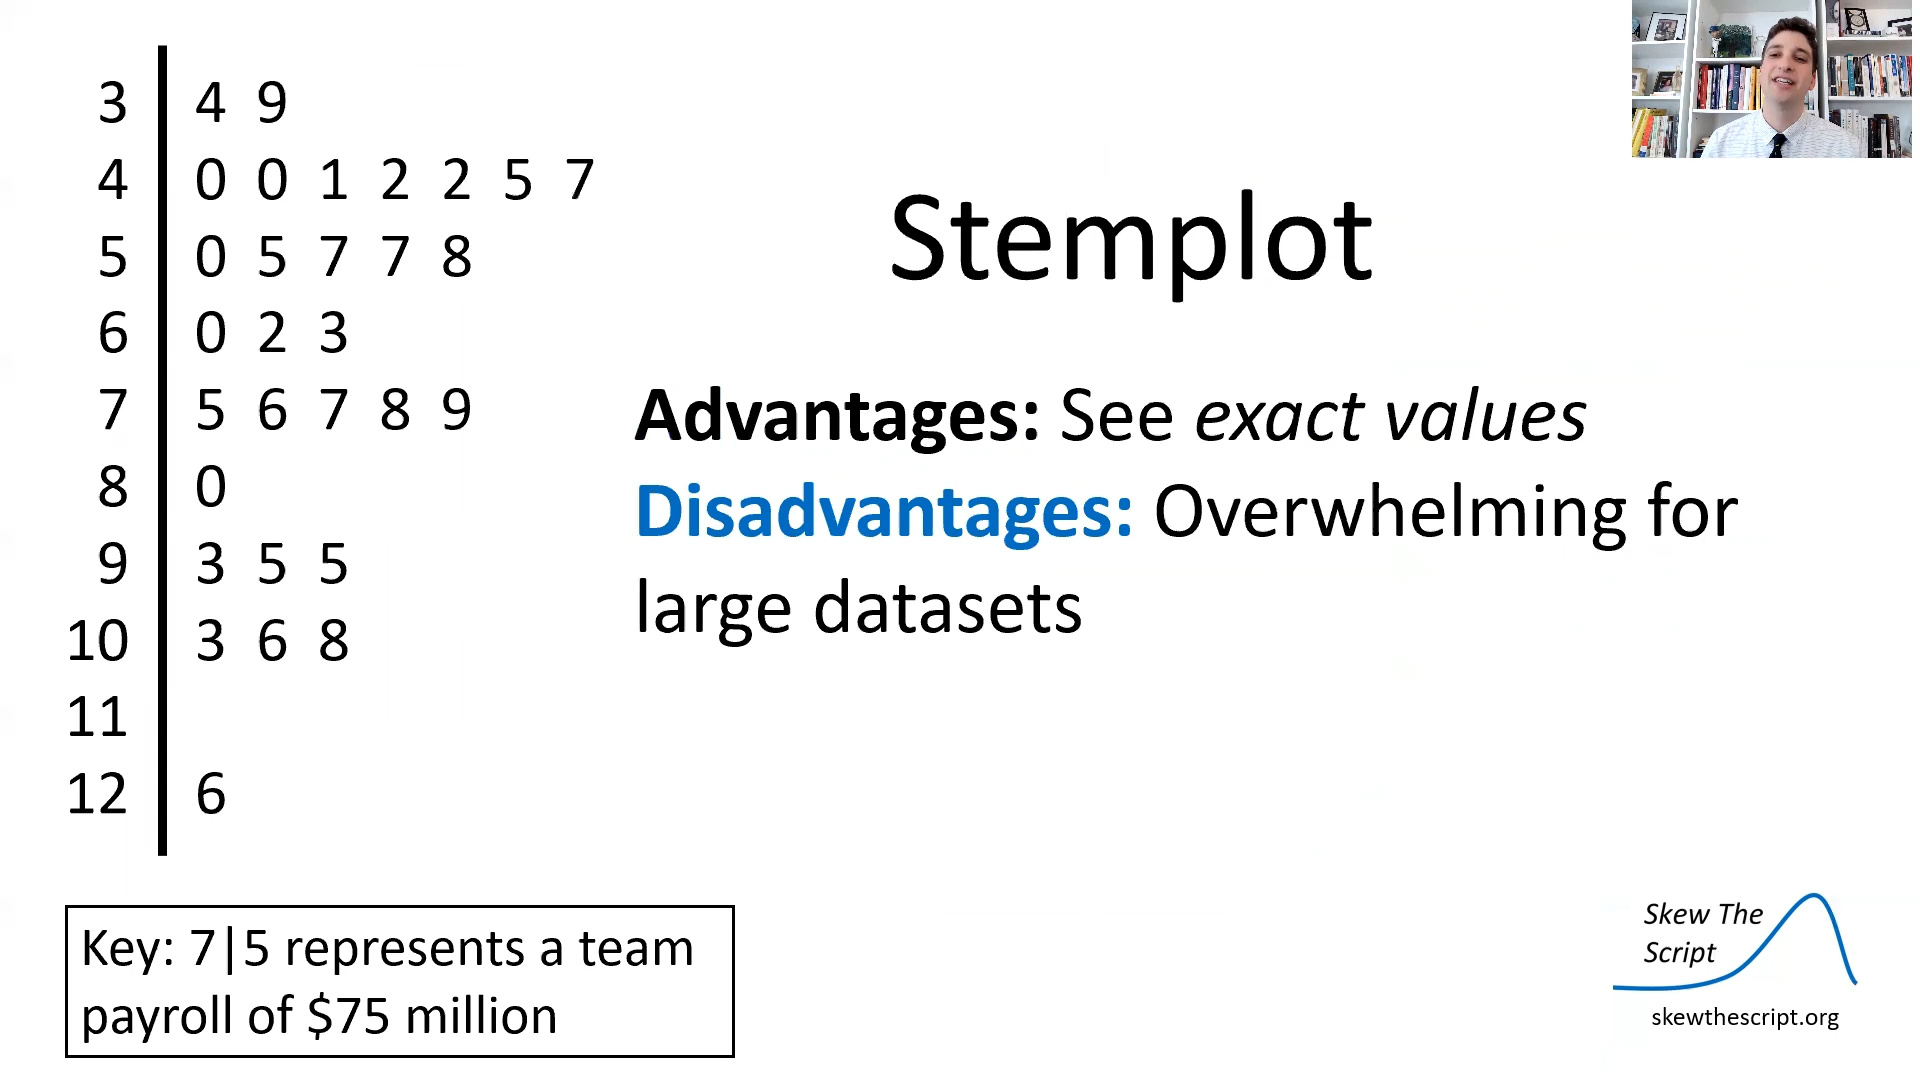 3 | 4 9
4 | 0 0 1 2 2 5 7
5 | 0 5 7 7 8
6 | 0 2 3
7 | 5 6 7 8 9
8 | 0
9 | 3 5 5
10 | 3 6 8
11 |
12 | 6
Stemplot
Advantages: See exact values
Disadvantages: Overwhelming for
large datasets
Key: 7|5 represents a team
payroll of $75 million
Skew The
Script
skewthescript.org